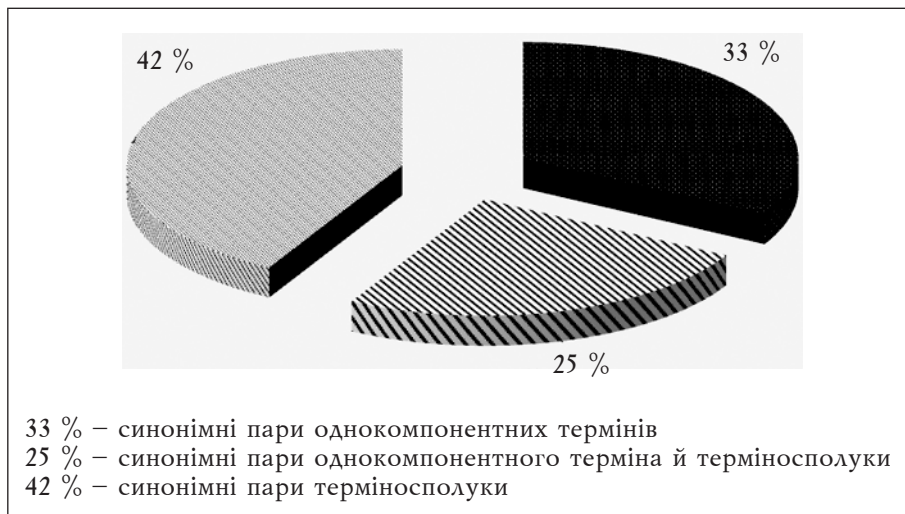 42 %
33 %
25 %
33 % – синонімні пари однокомпонентних термінів
25 % – синонімні пари однокомпонентного терміна й терміносполуки
42 % – синонімні пари терміносполуки